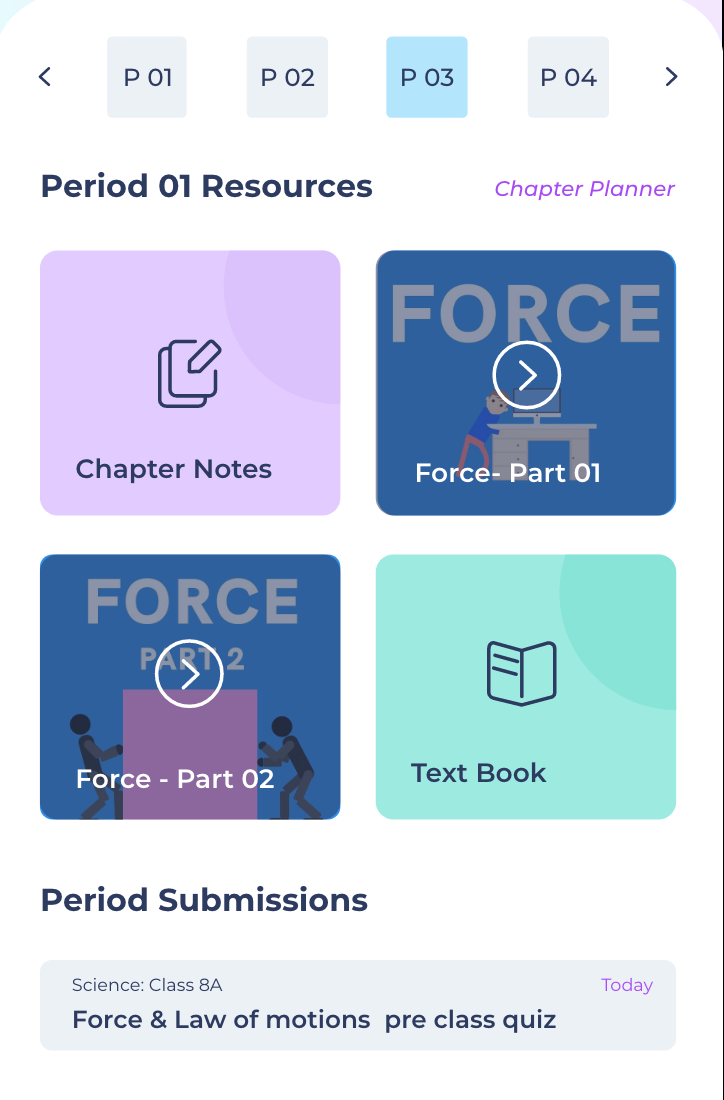 P 01 P 02 P 03 P 04
Period 01 Resources
Chapter Planner
Chapter Notes
FORCE
Force- Part 01
FORCE
PART 2
Force - Part 02
Text Book
Period Submissions
Science: Class 8A
Today
Force & Law of motions  pre class quiz